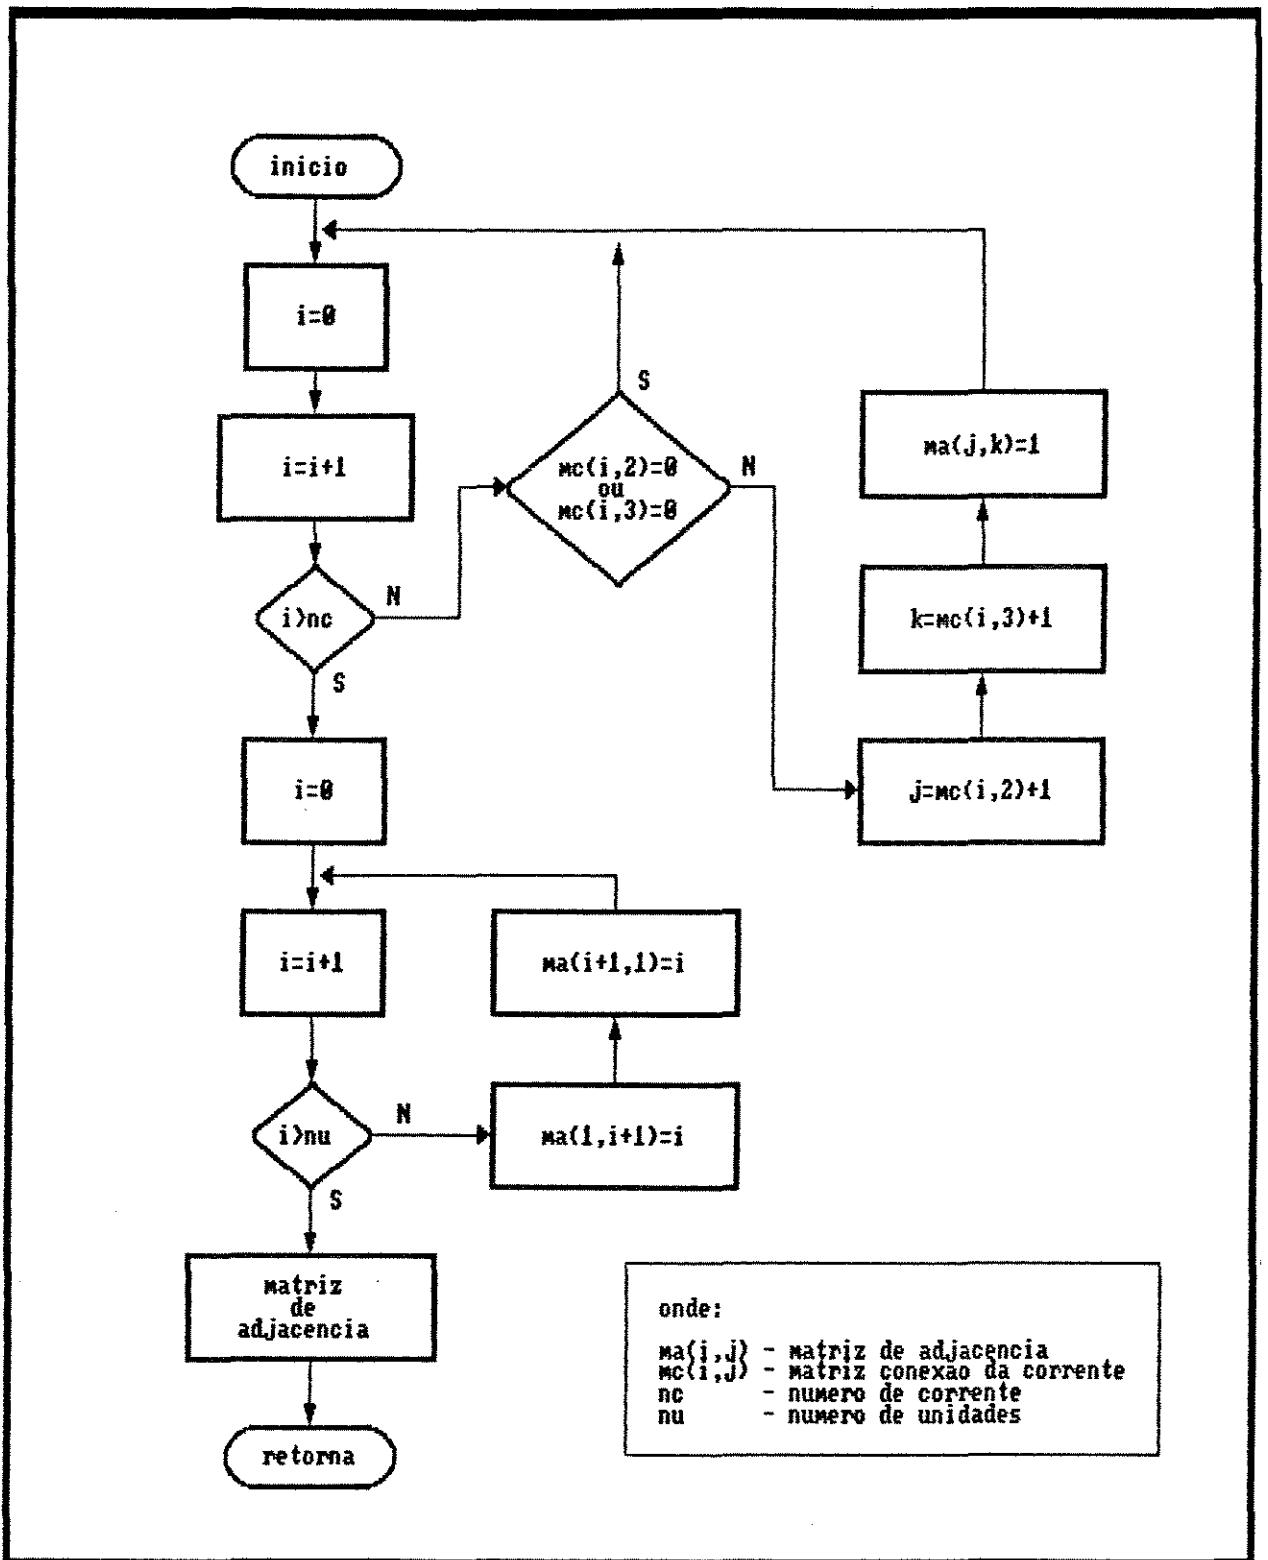 inicio
i=0
i=i+1
i>nc
N
S
mc(i,2)=0
ou
mc(i,3)=0
S
N
ma(j,k)=1
k=mc(i,3)+1
j=mc(i,2)+1
i=0
i=i+1
ma(i+1,1)=i
i>nu
N
S
ma(1,i+1)=i
matriz
de
adjacencia
retorna
onde:
ma(i,j) - matriz de adjacencia
mc(i,j) - matriz conexão da corrente
nc - numero de corrente
nu - numero de unidades